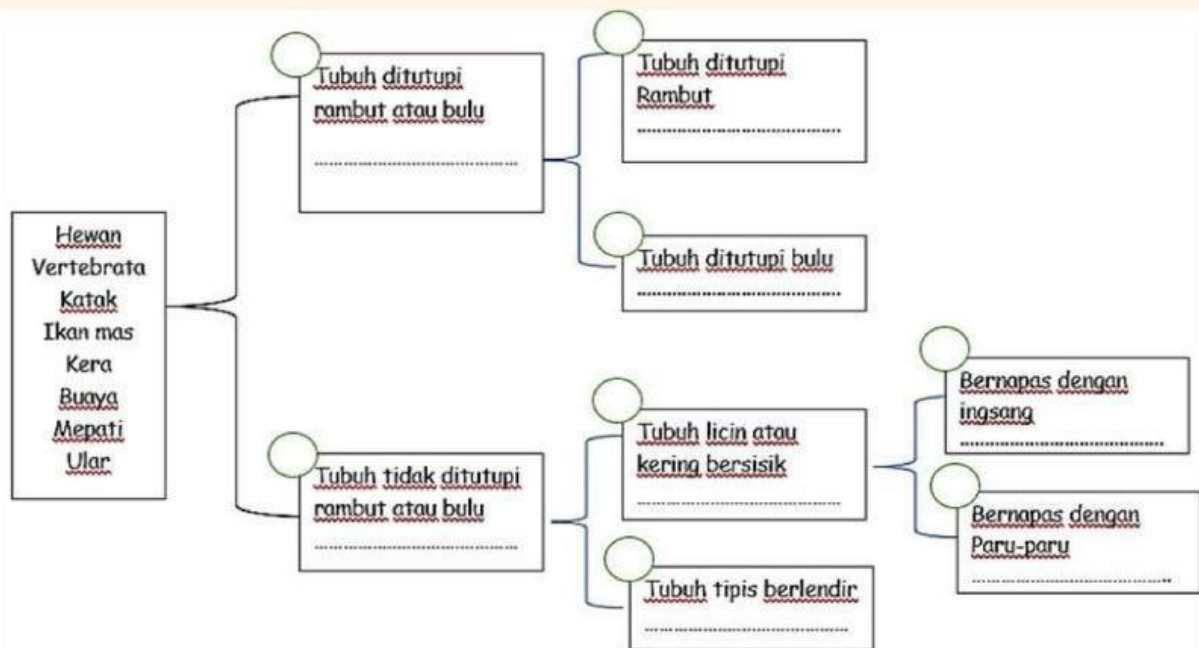 Hewan
Vertebrata
Katak
Ikan mas
Kera
Buaya
Mepati
Ular
Tubuh ditutupi
rambut atau bulu
........................................
Tubuh ditutupi
Rambut
........................................
Tubuh ditutupi bulu
........................................
Tubuh tidak ditutupi
rambut atau bulu
........................................
Tubuh licin atau
kering bersisik
........................................
Bernapas dengan
ingsang
........................................
Bernapas dengan
Paru-paru
........................................
Tubuh tipis berlendir
........................................